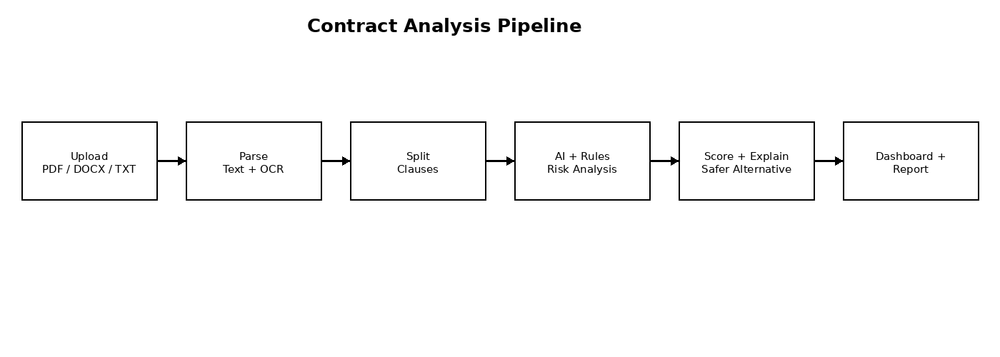 Contract Analysis Pipeline
Upload
PDF / DOCX / TXT
Parse
Text + OCR
Split
Clauses
AI + Rules
Risk Analysis
Score + Explain
Safer Alternative
Dashboard +
Report